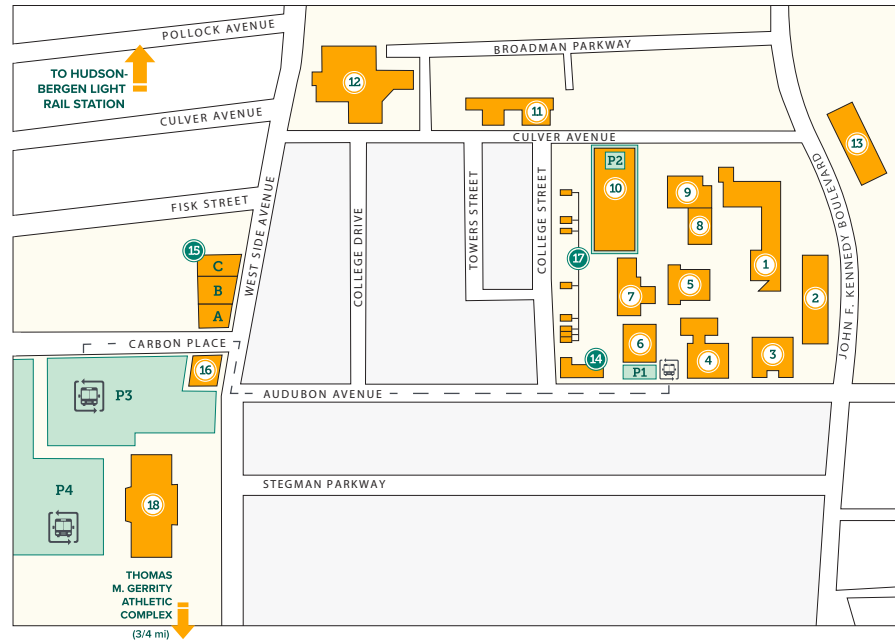 POLLOCK AVENUE
BROADMAN PARKWAY
TO HUDSON-
BERGEN LIGHT
RAIL STATION
12
11
CULVER AVENUE
CULVER AVENUE
13
P2
10
9
8
FISK STREET
WEST SIDE AVENUE
COLLEGE DRIVE
TOWERS STREET
COLLEGE STREET
JOHN F. KENNEDY BOULEVARD
15
C
B
A
17
1
5
7
2
CARBON PLACE
6
14
4
3
16
P1
P3
AUDUBON AVENUE
STEGMAN PARKWAY
P4
18
THOMAS
M. GERRITY
ATHLETIC
COMPLEX
(3/4 mi)